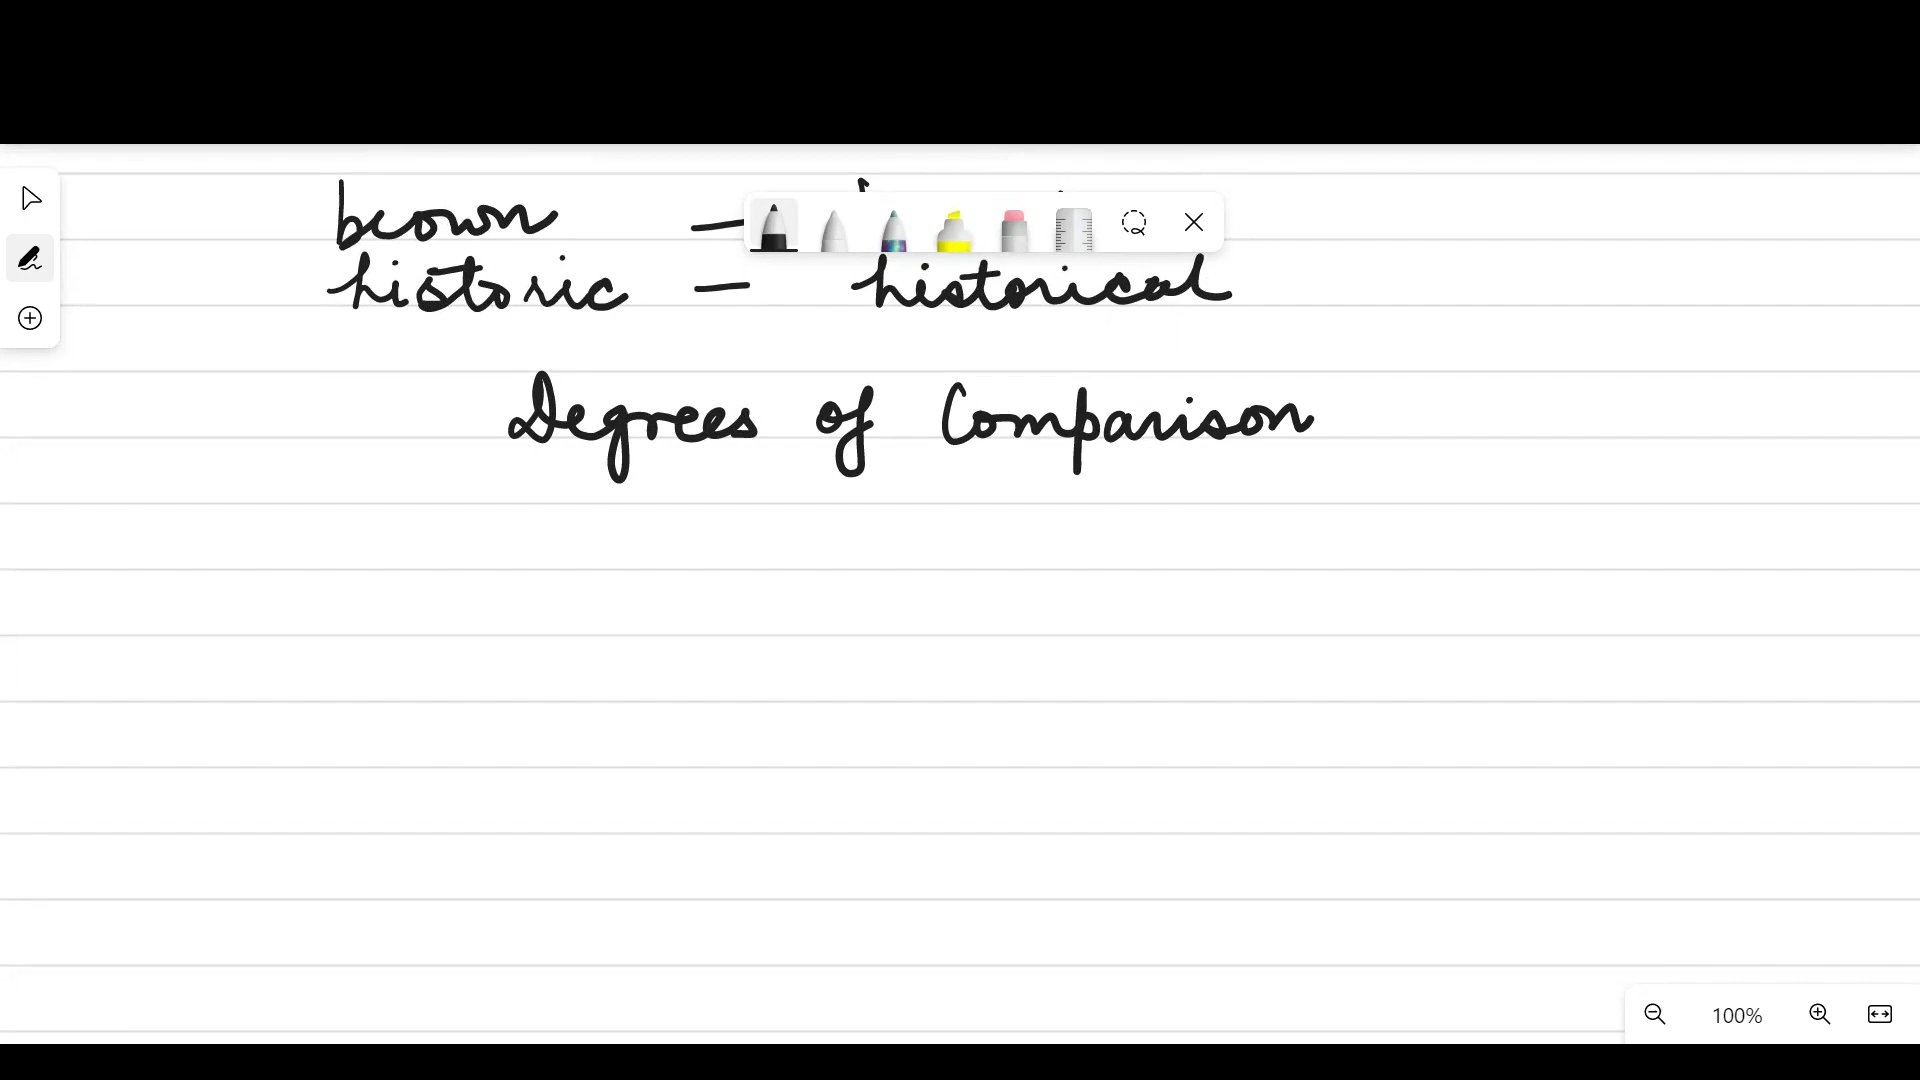 brown -
historic - historical
Degrees of Comparison
100%